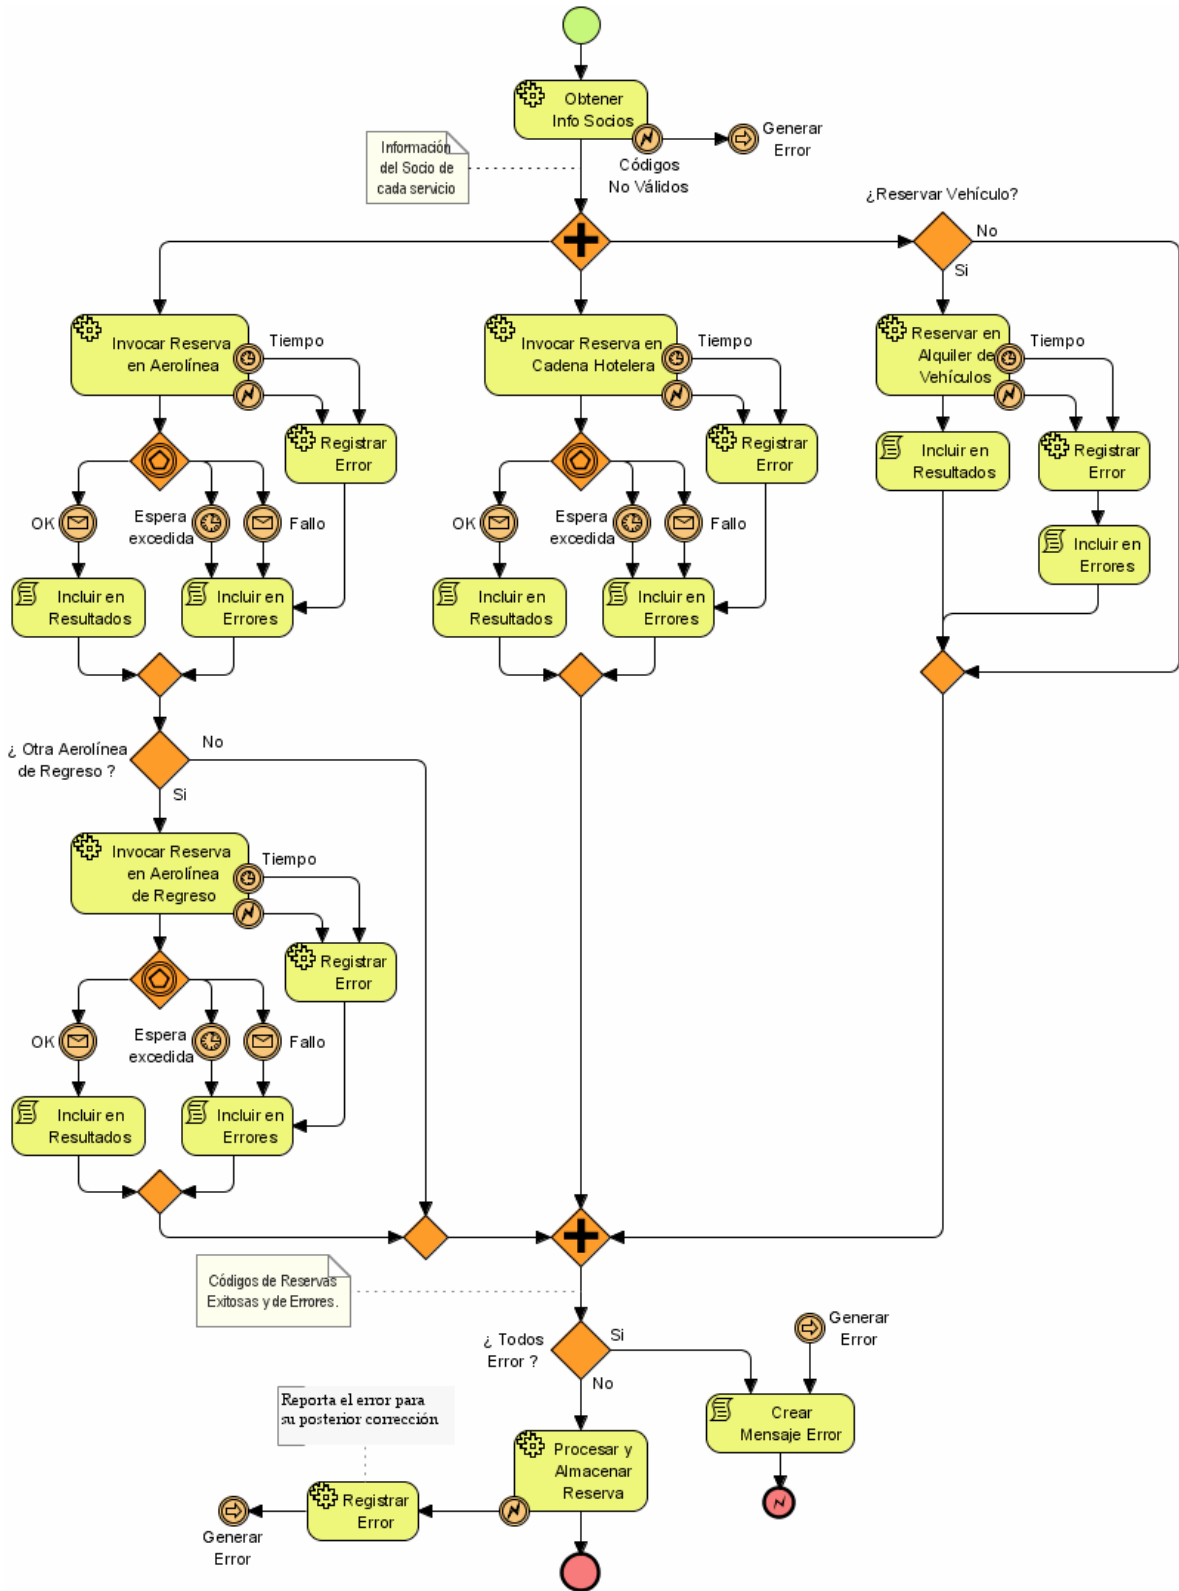 Obtener
Info Socios
Generar
Error
Códigos
No Válidos
Información
del Socio de
cada servicio
¿Reservar Vehículo?
No
Si
Invocar Reserva
en Aerolínea
Tiempo
Registrar
Error
OK
Espera
excedida
Fallo
Incluir en
Resultados
Incluir en
Errores
Invocar Reserva en
Cadena Hotelera
Tiempo
Registrar
Error
OK
Espera
excedida
Fallo
Incluir en
Resultados
Incluir en
Errores
Reservar en
Alquiler de
Vehículos
Tiempo
Incluir en
Resultados
Registrar
Error
Incluir en
Errores
¿ Otra Aerolínea
de Regreso ?
No
Si
Invocar Reserva
en Aerolínea
de Regreso
Tiempo
Registrar
Error
OK
Espera
excedida
Fallo
Incluir en
Resultados
Incluir en
Errores
Códigos de Reservas
Exitosas y de Errores.
¿ Todos
Error ?
Si
No
Generar
Error
Crear
Mensaje Error
Reporta el error para
su posterior corrección
Procesar y
Almacenar
Reserva
Registrar
Error
Generar
Error